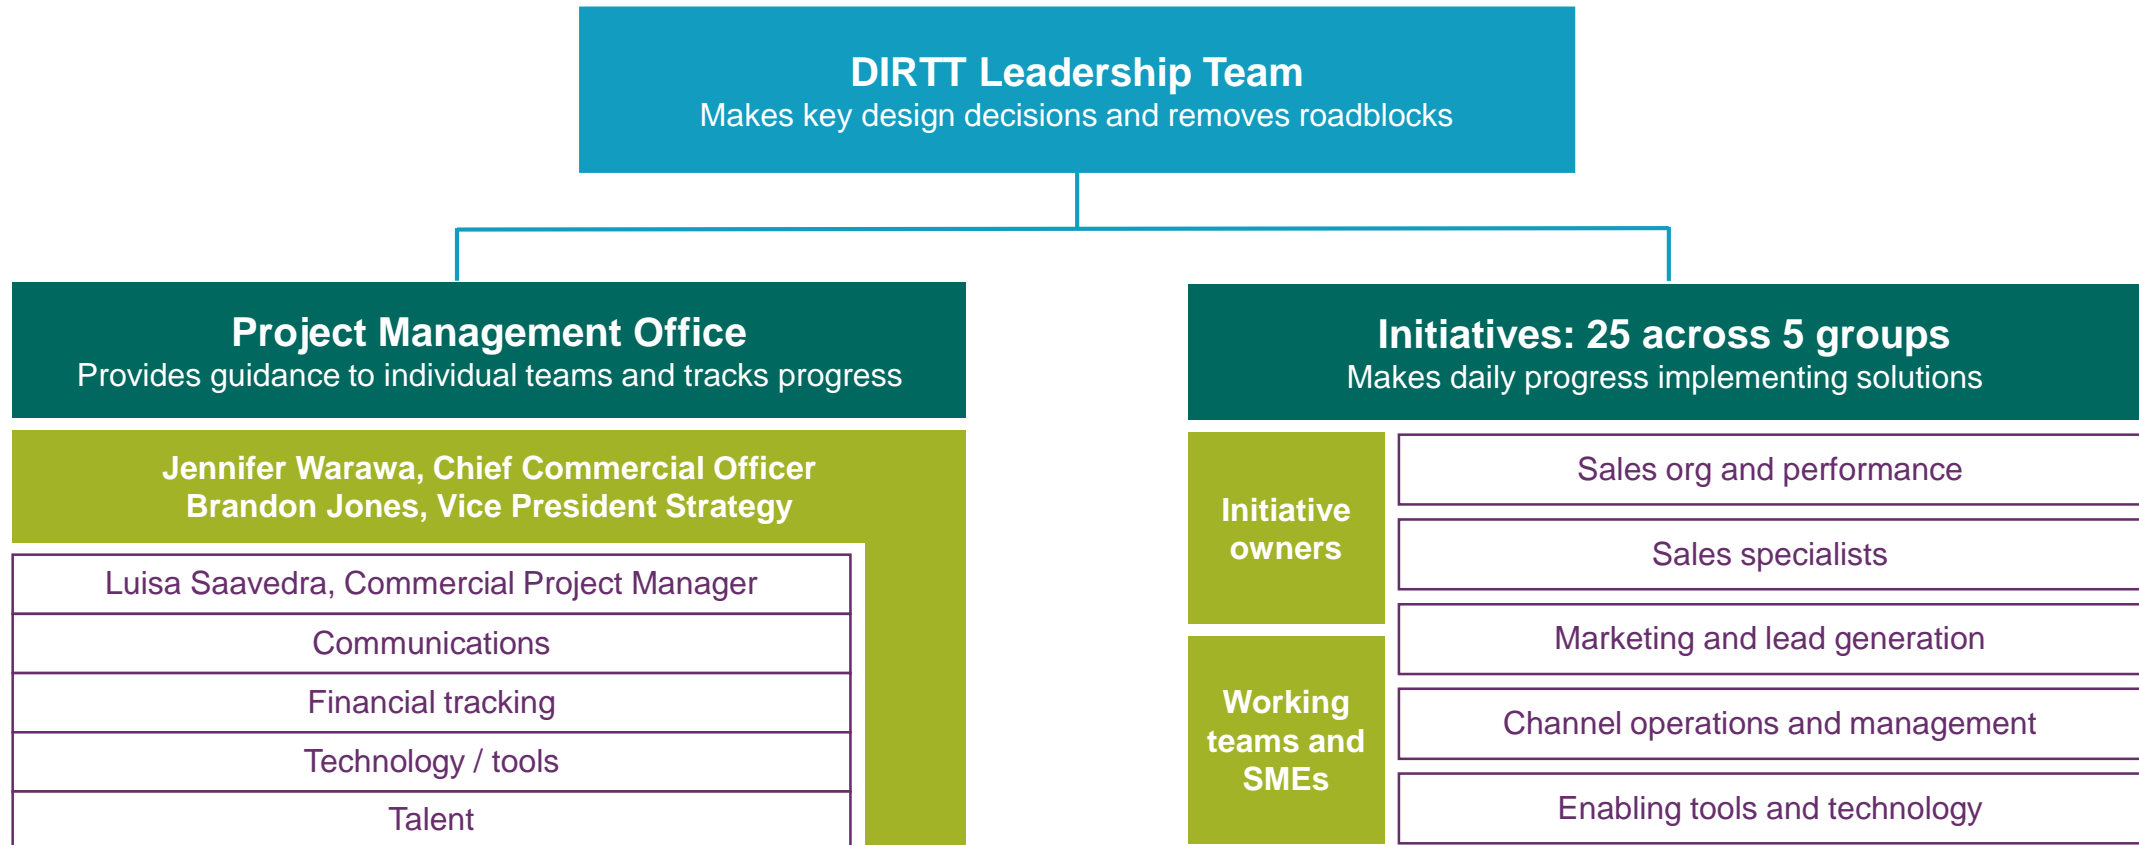 DIRTT Leadership Team
Makes key design decisions and removes roadblocks
Project Management Office
Provides guidance to individual teams and tracks progress
Jennifer Warawa, Chief Commercial Officer
Brandon Jones, Vice President Strategy
Luisa Saavedra, Commercial Project Manager
Communications
Financial tracking
Technology / tools
Talent
Initiatives: 25 across 5 groups
Makes daily progress implementing solutions
Initiative
owners
Working
teams and
SMEs
Sales org and performance
Sales specialists
Marketing and lead generation
Channel operations and management
Enabling tools and technology